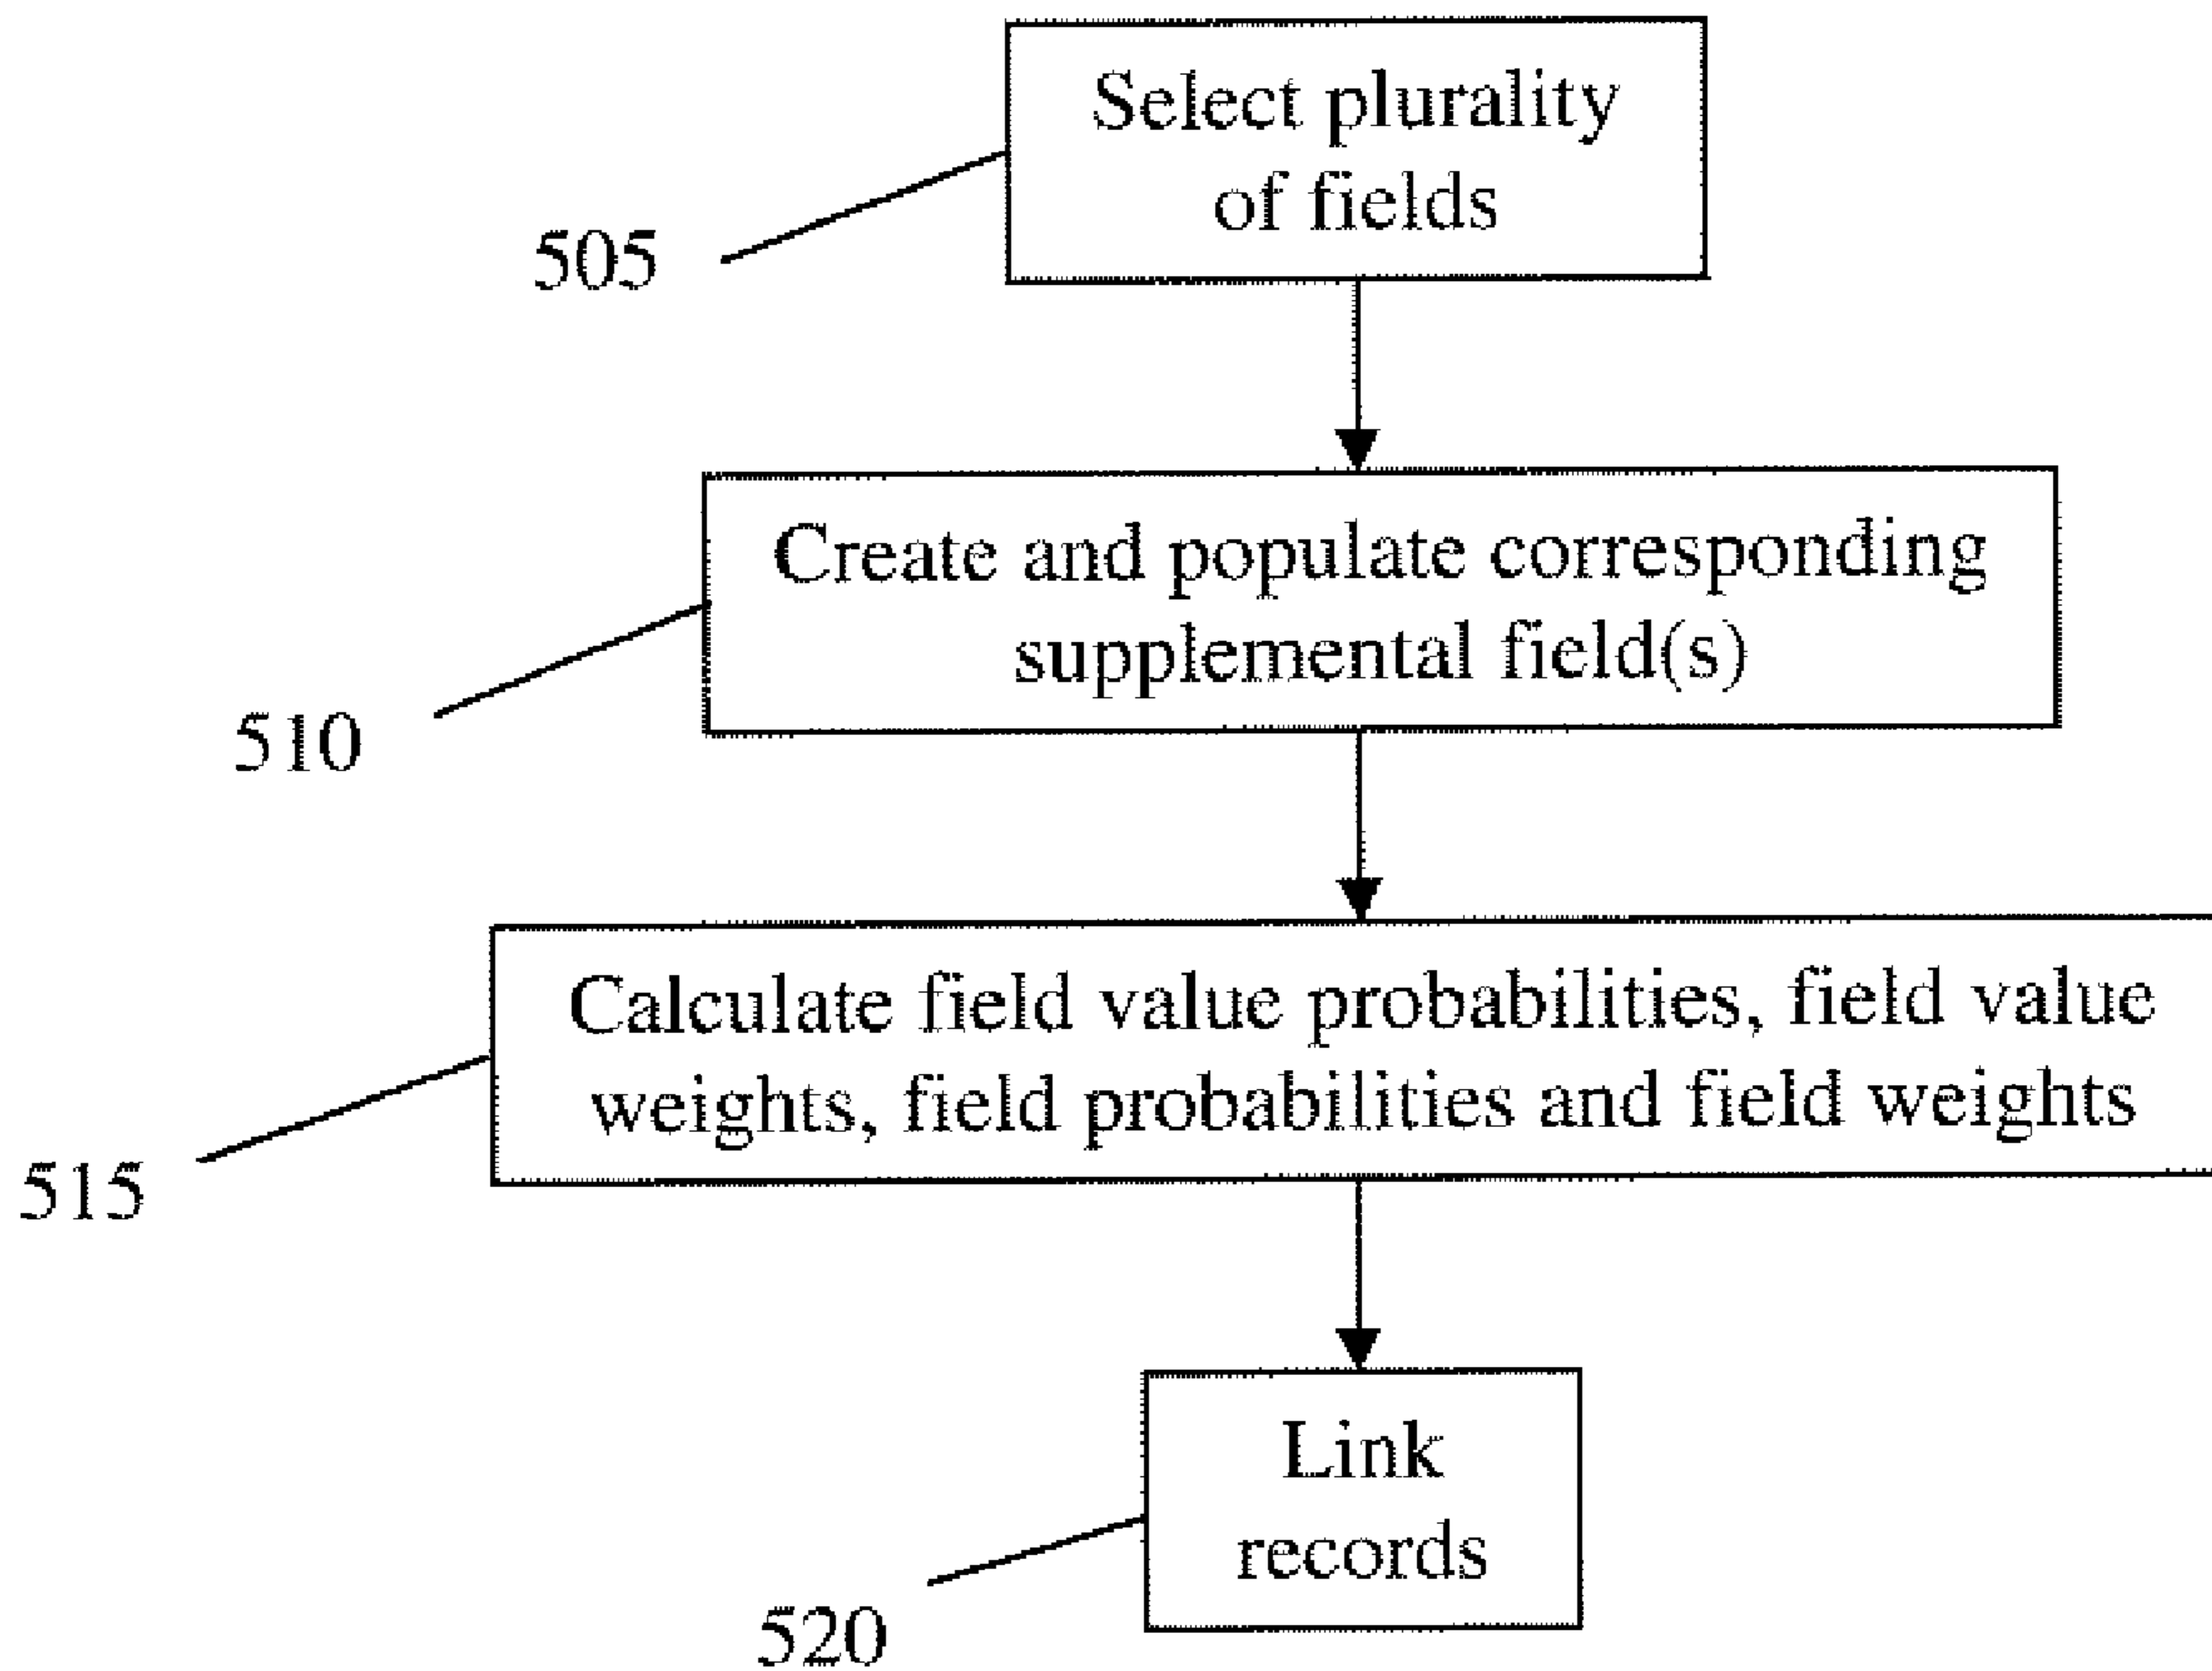 Select plurality
of fields
505
Create and populate corresponding
supplemental field(s)
510
Calculate field value probabilities, field value
weights, field probabilities and field weights
515
Link
records
520